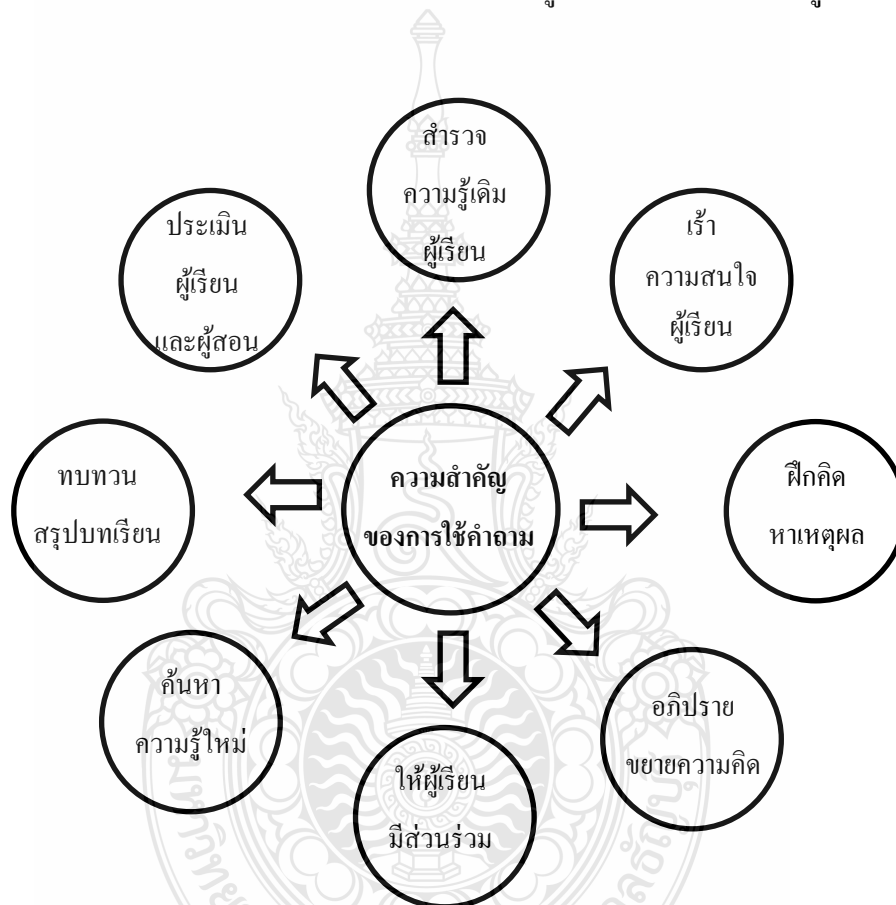 สำรวจ
ความรู้เดิม
ผู้เรียน
เร้า
ความสนใจ
ผู้เรียน
ประเมิน
ผู้เรียน
และผู้สอน
ความสำคัญ
ของการใช้คำถาม
ฝึกคิด
หาเหตุผล
ทบทวน
สรุปบทเรียน
อภิปราย
ขยายความคิด
ค้นหา
ความรู้ใหม่
ให้ผู้เรียน
มีส่วนร่วม